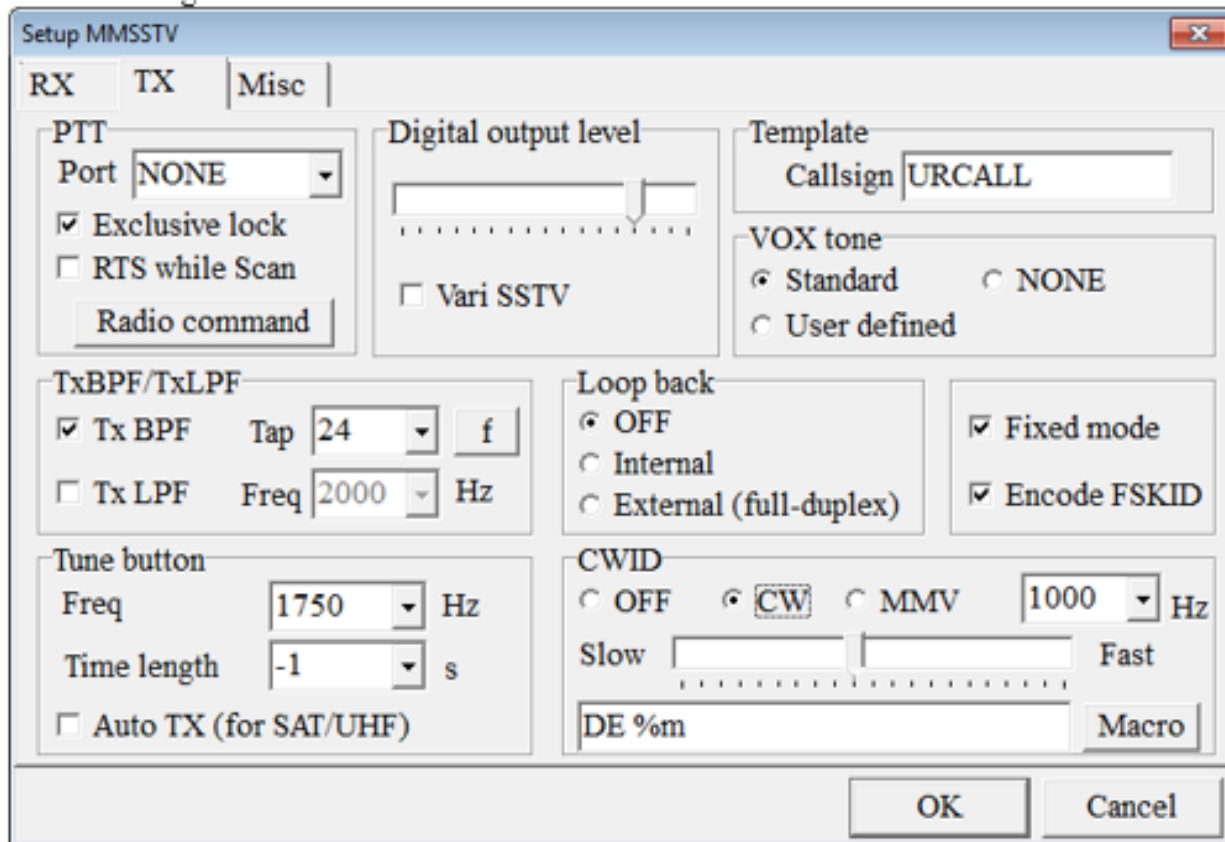 Setup MMSSTV
RX TX Misc
PTT
Port NONE
Exclusive lock
RTS while Scan
Radio command
Digital output level
Vari SSTV
Template
Callsign URCALL
VOX tone
Standard NONE
User defined
TxBPF/TxLPF
Tx BPF Tap 24 f
Tx LPF Freq 2000 Hz
Loop back
OFF
Internal
External (full-duplex)
Fixed mode
Encode FSKID
Tune button
Freq 1750 Hz
Time length -1 s
Auto TX (for SAT/UHF)
CWID
OFF CW MMV 1000 Hz
Slow Fast
DE %m Macro
OK Cancel